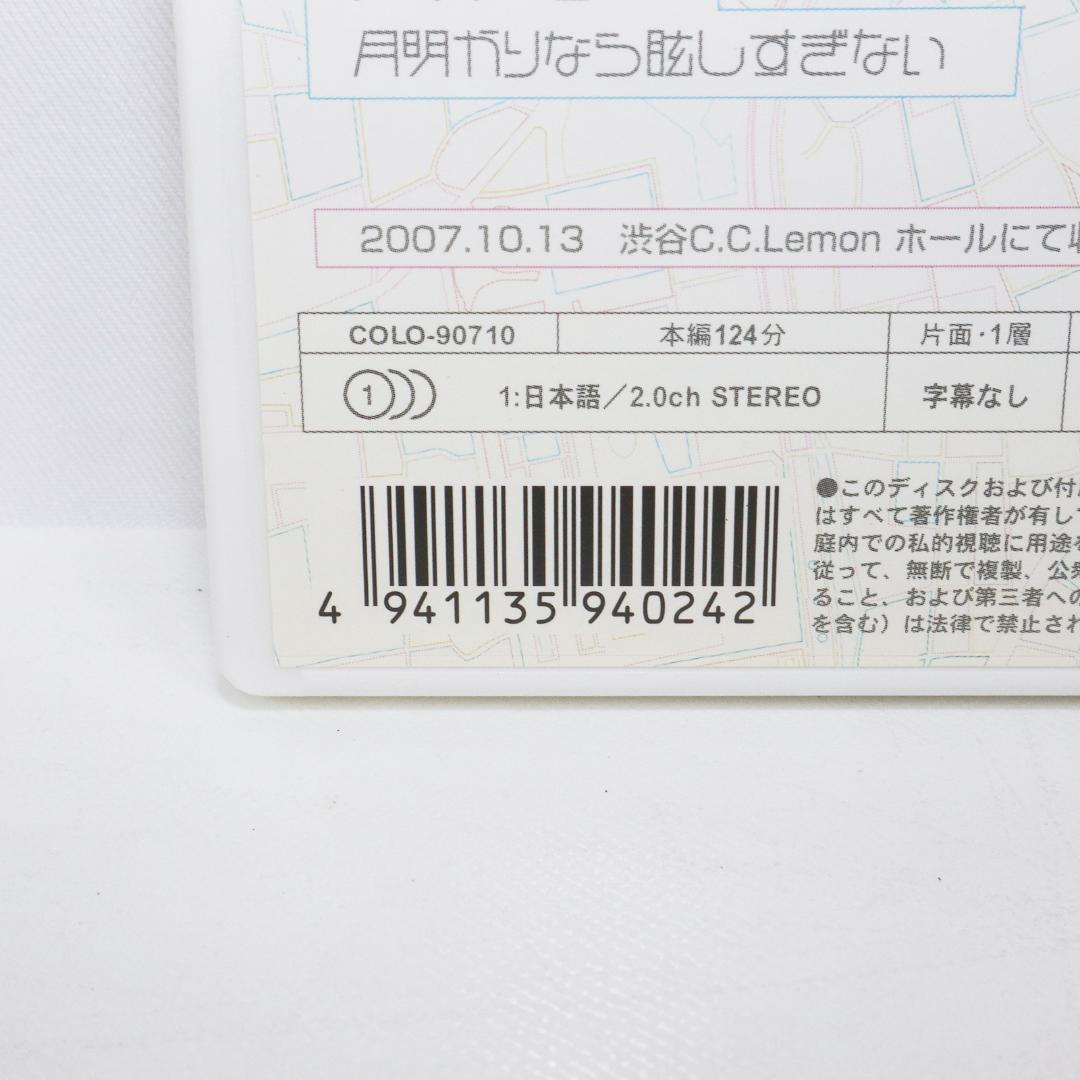 月明かりなら眩しすぎない
2007.10.13 渋谷C.C.Lemon ホールにて
COLO-90710 本編124分 片面・1層
1 1:日本語／2.0ch STEREO 字幕なし
4 941135 940242
●このディスクおよび付
はすべて著作権者が有し
庭内での私的視聴に用途
従って、無断で複製、公衆
ること、および第三者への
を含む）は法律で禁止され